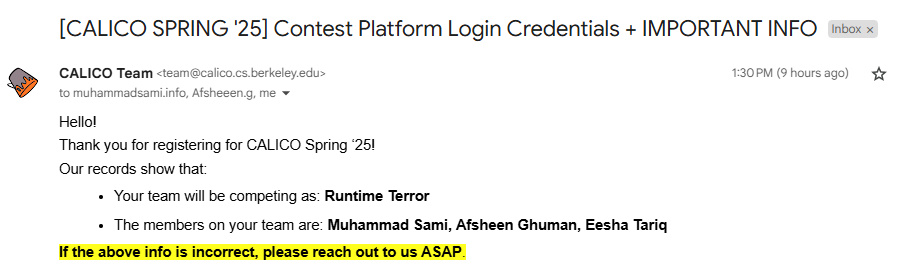 [CALICO SPRING '25] Contest Platform Login Credentials + IMPORTANT INFO Inbox ×
CALICO Team <team@calico.cs.berkeley.edu> 1:30 PM (9 hours ago)
to muhammadsami.info, Afsheeen.g, me
Hello!
Thank you for registering for CALICO Spring ‘25!
Our records show that:
• Your team will be competing as: Runtime Terror
• The members on your team are: Muhammad Sami, Afsheen Ghuman, Eesha Tariq
If the above info is incorrect, please reach out to us ASAP.